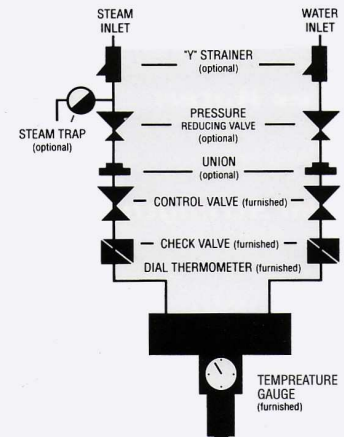 STEAM
INLET
WATER
INLET
"Y" STRAINER
(optional)
STEAM TRAP
(optional)
PRESSURE
REDUCING VALVE
(optional)
UNION
(optional)
CONTROL VALVE (furnished)
CHECK VALVE (furnished)
DIAL THERMOMETER (furnished)
TEMPREATURE
GAUGE
(furnished)